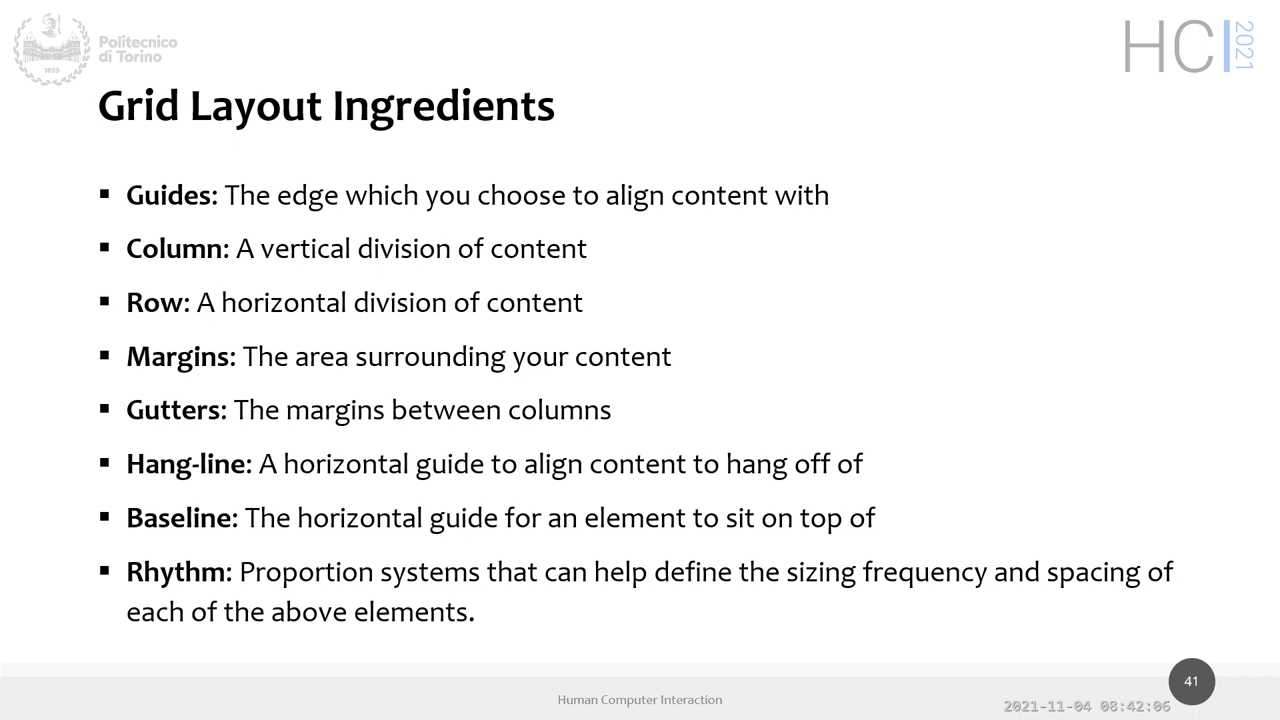 Politecnico
di Torino
1859
HCI 2021
Grid Layout Ingredients
▪ Guides: The edge which you choose to align content with
▪ Column: A vertical division of content
▪ Row: A horizontal division of content
▪ Margins: The area surrounding your content
▪ Gutters: The margins between columns
▪ Hang-line: A horizontal guide to align content to hang off of
▪ Baseline: The horizontal guide for an element to sit on top of
▪ Rhythm: Proportion systems that can help define the sizing frequency and spacing of
each of the above elements.
41
Human Computer Interaction
2021-11-04 08:42:06